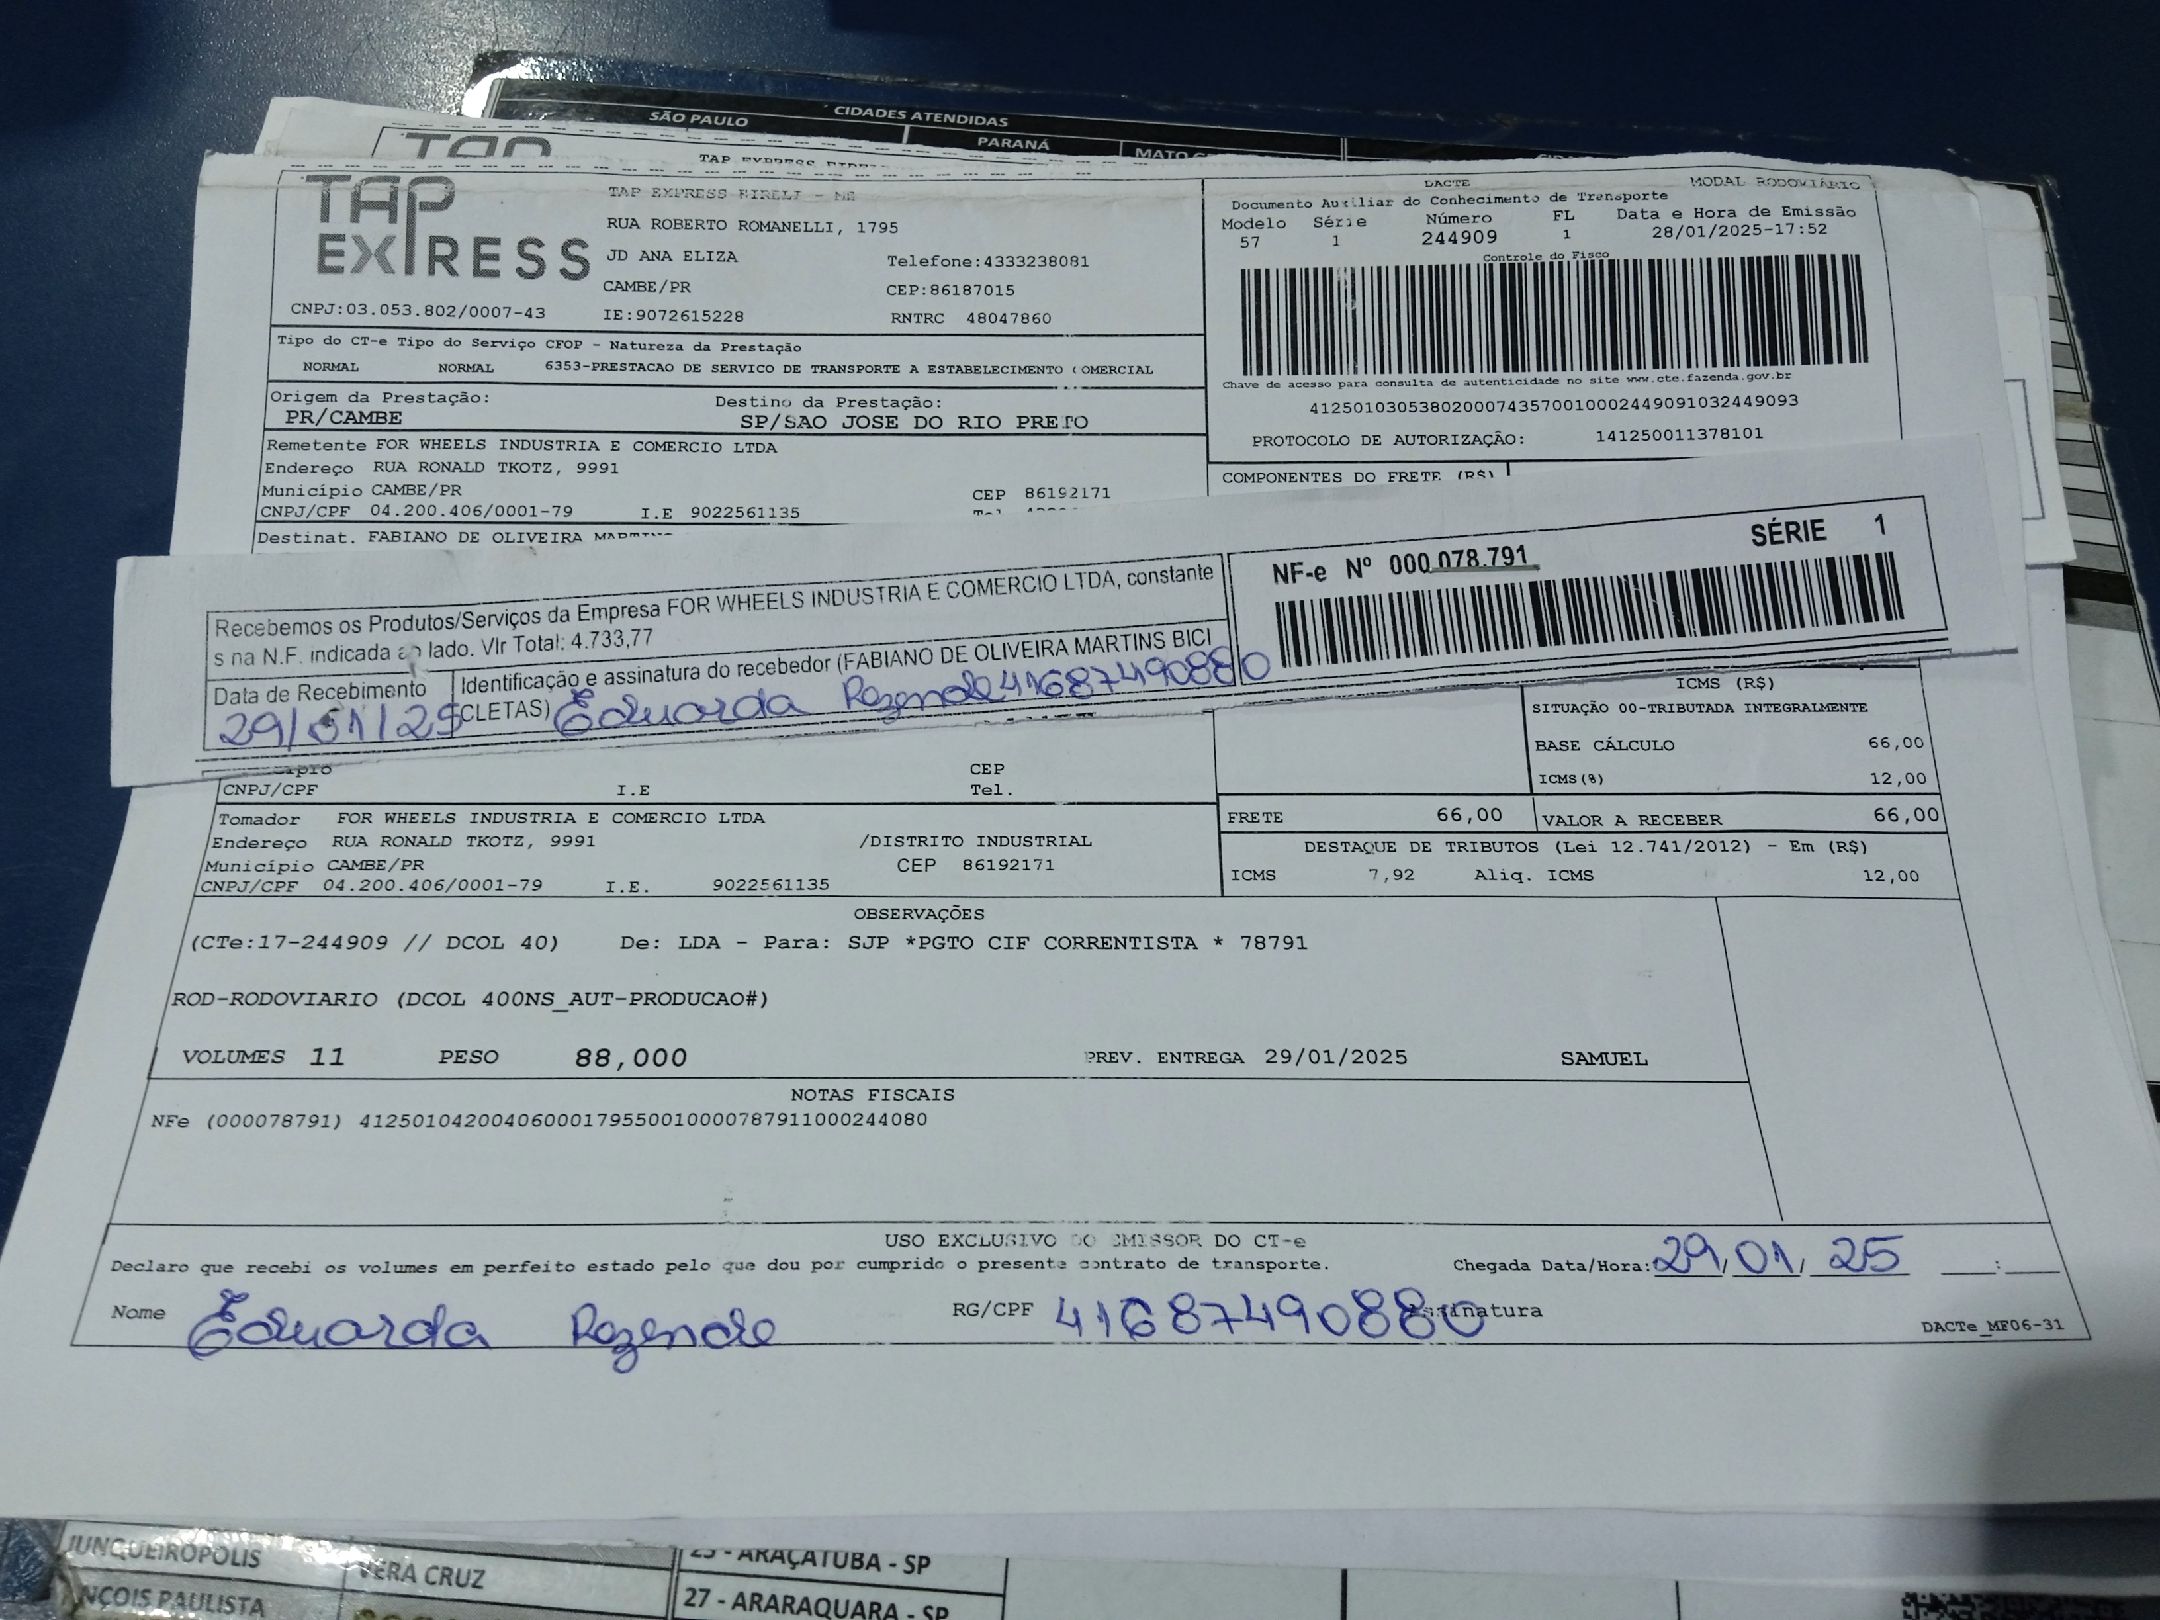 CIDADES ATENDIDAS
SÃO PAULO
PARANÁ
MATO
TAP
TAP EXPRESS
TAP EXPRESS
TAP EXPRESS EIRELI - ME
RUA ROBERTO ROMANELLI, 1795
JD ANA ELIZA Telefone:4333238081
CAMBE/PR CEP:86187015
CNPJ:03.053.802/0007-43 IE:9072615228 RNTRC 48047860
DACTE MODAL RODOVIÁRIO
Documento Auxiliar do Conhecimento de Transporte
Modelo Série Número FL Data e Hora de Emissão
57 1 244909 1 28/01/2025-17:52
Controle do Fisco
Chave de acesso para consulta de autenticidade no site www.cte.fazenda.gov.br
41250103053802000743570010002449091032449093
PROTOCOLO DE AUTORIZAÇÃO: 141250011378101
Tipo do CT-e Tipo do Serviço CFOP - Natureza da Prestação
NORMAL NORMAL 6353-PRESTACAO DE SERVICO DE TRANSPORTE A ESTABELECIMENTO COMERCIAL
Origem da Prestação: Destino da Prestação:
PR/CAMBE SP/SAO JOSE DO RIO PRETO
Remetente FOR WHEELS INDUSTRIA E COMERCIO LTDA
Endereço RUA RONALD TKOTZ, 9991
Município CAMBE/PR CEP 86192171
CNPJ/CPF 04.200.406/0001-79 I.E 9022561135
Destinat. FABIANO DE OLIVEIRA MARTINS
COMPONENTES DO FRETE (R$)
Recebemos os Produtos/Serviços da Empresa FOR WHEELS INDUSTRIA E COMERCIO LTDA, constante
s na N.F. indicada ao lado. Vlr Total: 4.733,77
Data de Recebimento
29/01/25
Identificação e assinatura do recebedor (FABIANO DE OLIVEIRA MARTINS BICI
CLETAS) Eduarda Rezende 41687490880
NF-e Nº 000.078.791 SÉRIE 1
ICMS (R$)
SITUAÇÃO 00-TRIBUTADA INTEGRALMENTE
BASE CÁLCULO 66,00
ICMS(%) 12,00
CEP
CNPJ/CPF I.E Tel.
FRETE 66,00 VALOR A RECEBER 66,00
DESTAQUE DE TRIBUTOS (Lei 12.741/2012) - Em (R$)
ICMS 7,92 Aliq. ICMS 12,00
Tomador FOR WHEELS INDUSTRIA E COMERCIO LTDA
Endereço RUA RONALD TKOTZ, 9991 /DISTRITO INDUSTRIAL
Município CAMBE/PR CEP 86192171
CNPJ/CPF 04.200.406/0001-79 I.E. 9022561135
OBSERVAÇÕES
(CTe:17-244909 // DCOL 40) De: LDA - Para: SJP *PGTO CIF CORRENTISTA * 78791
ROD-RODOVIARIO (DCOL 400NS_AUT-PRODUCAO#)
VOLUMES 11 PESO 88,000 PREV. ENTREGA 29/01/2025 SAMUEL
NOTAS FISCAIS
NFe (000078791) 41250104200406000179550010000787911000244080
USO EXCLUSIVO DO EMISSOR DO CT-e
Declaro que recebi os volumes em perfeito estado pelo que dou por cumprido o presente contrato de transporte. Chegada Data/Hora: 29/01/25 __:__
Nome Eduarda Rezende RG/CPF 41687490880 Assinatura
DACTe_MF06-31
JUNQUEIRÓPOLIS VERA CRUZ 25 - ARAÇATUBA - SP
PAULISTA 27 - ARARAQUARA - SP